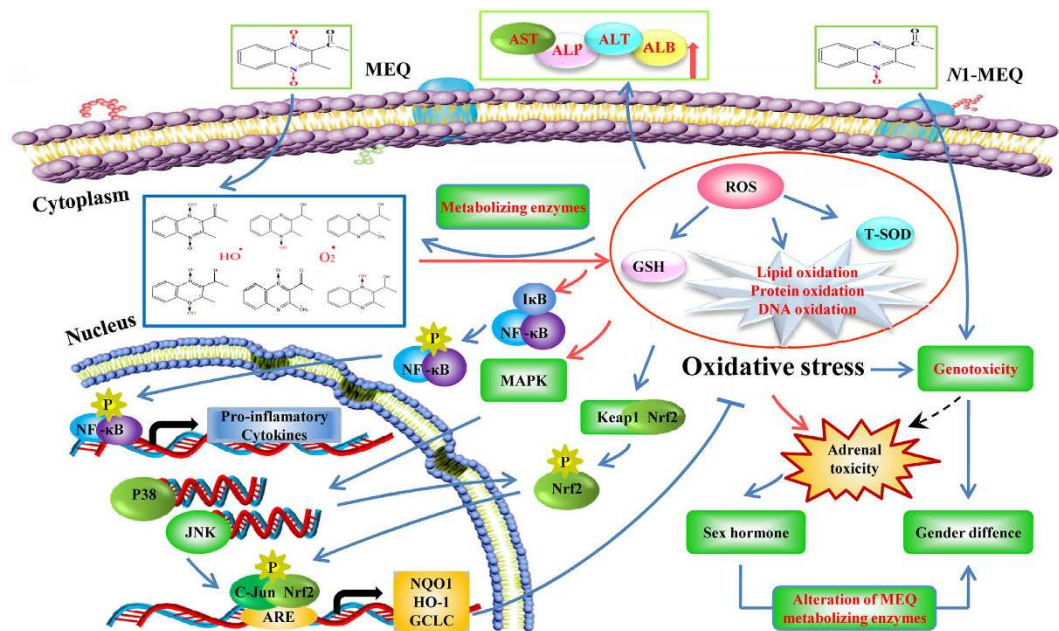 MEQ
AST
ALP
ALT
ALB
N1-MEQ
Cytoplasm
Metabolizing enzymes
HO•
O2•
ROS
T-SOD
GSH
Lipid oxidation
Protein oxidation
DNA oxidation
Nucleus
IκB
NF-κB
P
NF-κB
MAPK
Oxidative stress
Genotoxicity
P
NF-κB
Pro-inflamatory
Cytokines
Keap1 Nrf2
Adrenal
toxicity
P
Nrf2
P38
JNK
Sex hormone
Gender diffence
P
C-Jun Nrf2
ARE
NQO1
HO-1
GCLC
Alteration of MEQ
metabolizing enzymes